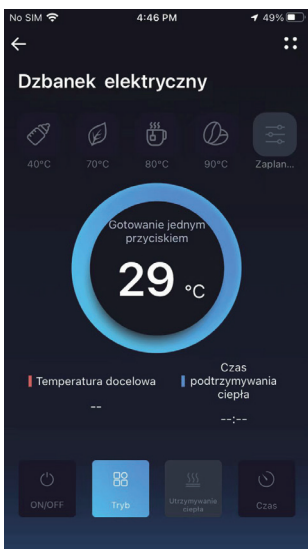 No SIM 4:46 PM 49%
Dzbanek elektryczny
40°C 70°C 80°C 90°C Zaplan...
Gotowanie jednym
przyciskiem
29 °C
Temperatura docelowa
--
Czas
podtrzymywania
ciepła
--:-
ON/OFF Tryb Utrzymywanie
ciepła Czas